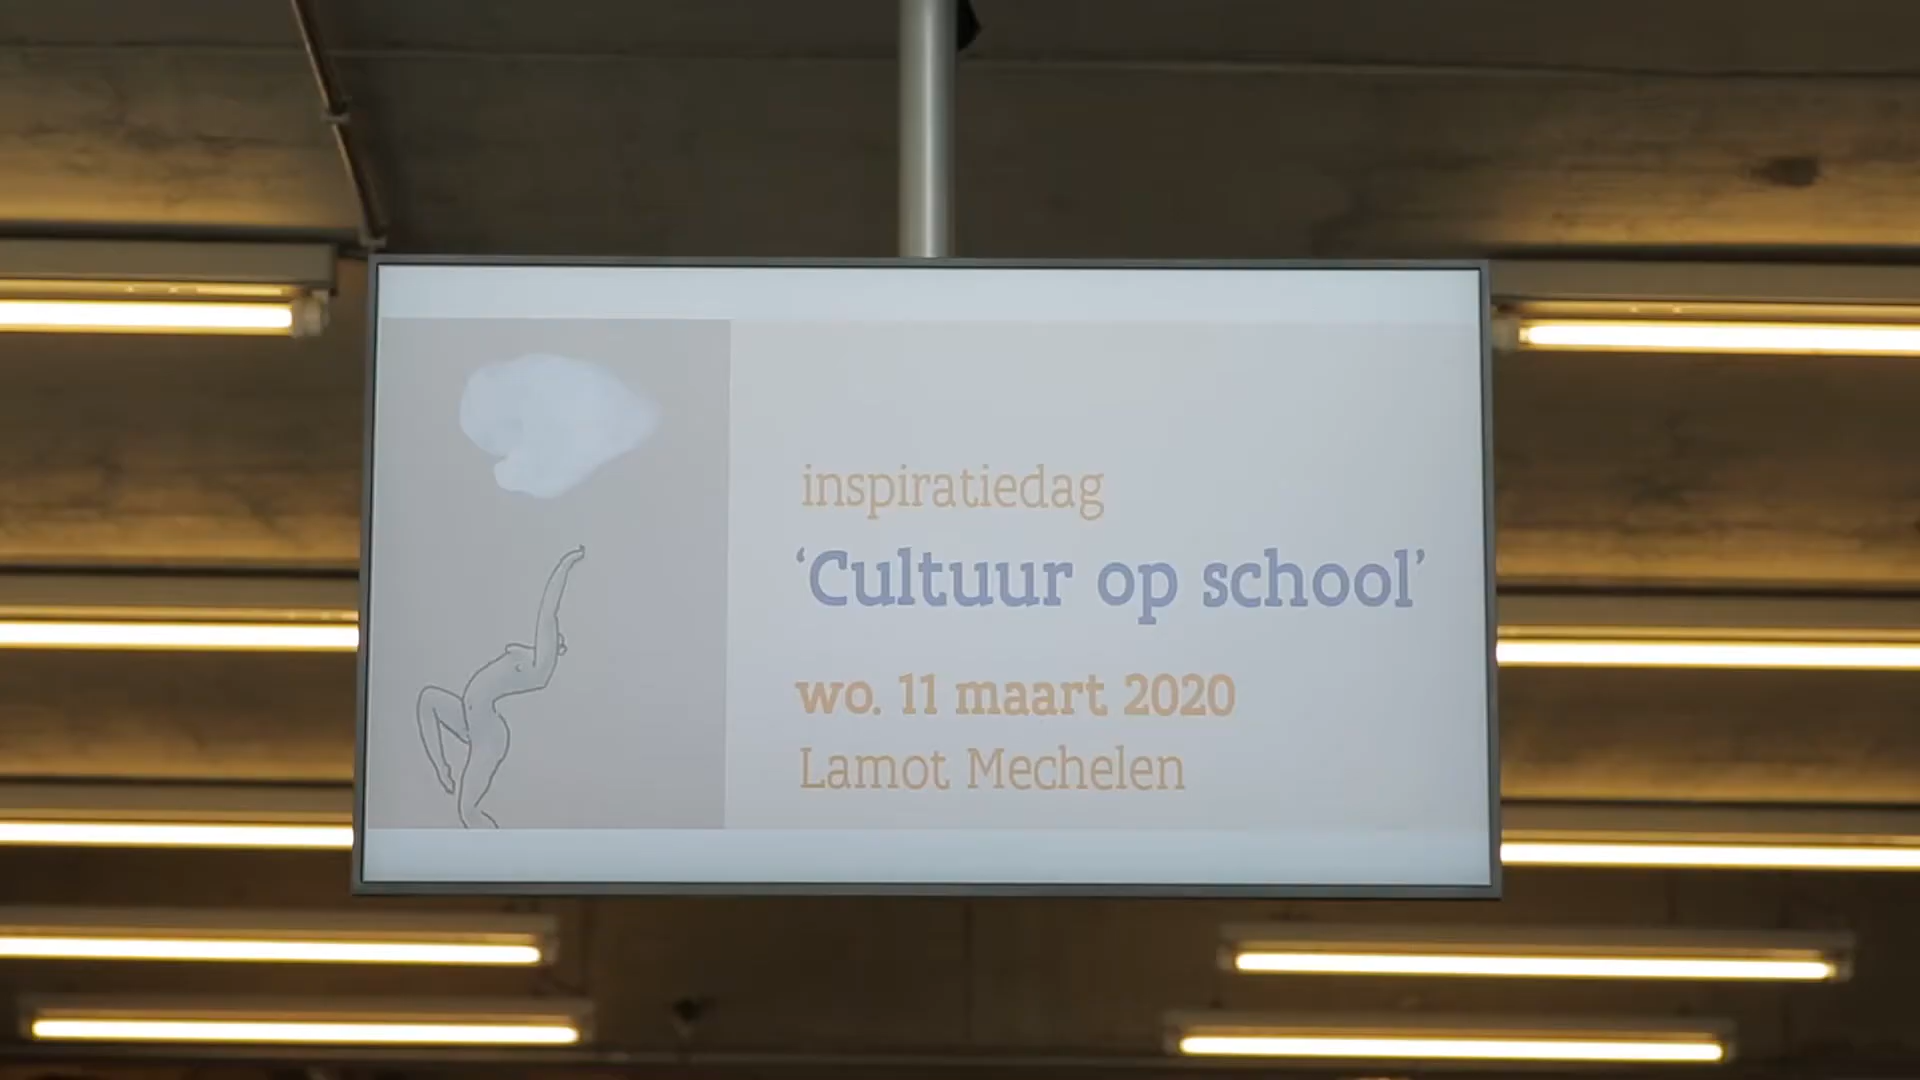 inspiratiedag
‘Cultuur op school’
wo. 11 maart 2020
Lamot Mechelen